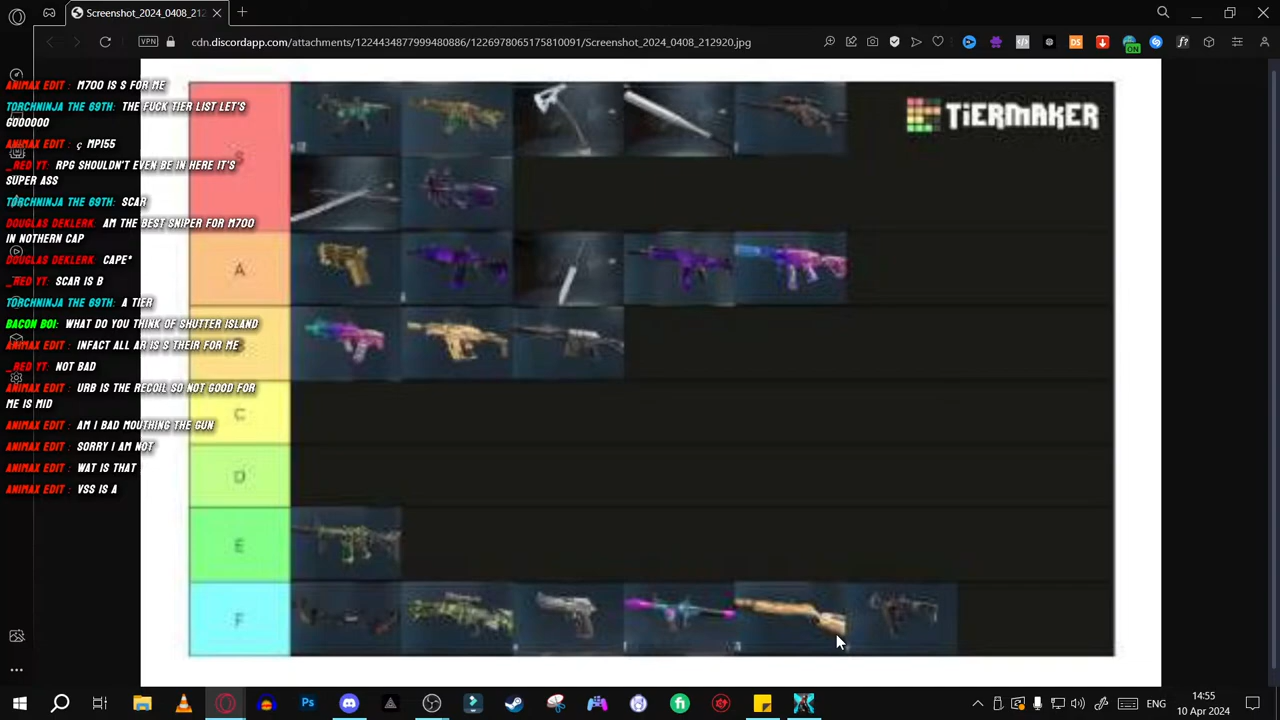 Screenshot_2024_0408_212
VPN
cdn.discordapp.com/attachments/1224434877999480886/1226978065175810091/Screenshot_2024_0408_212920.jpg
ON
TIERMAKER
ANIMAX EDIT : M700 IS S FOR ME
TORCHNINJA THE 69TH: THE FUCK TIER LIST LET'S
GOOOOOO
ANIMAX EDIT : Ç MP155
_RED YT: RPG SHOULDN'T EVEN BE IN HERE IT'S
SUPER ASS
TORCHNINJA THE 69TH: SCAR
DOUGLAS DEKLERK: AM THE BEST SNIPER FOR M700
IN NOTHERN CAP
DOUGLAS DEKLERK: CAPE*
_RED YT: SCAR IS B
TORCHNINJA THE 69TH: A TIER
BACON BOI: WHAT DO YOU THINK OF SHUTTER ISLAND
ANIMAX EDIT : INFACT ALL AR IS S THEIR FOR ME
_RED YT: NOT BAD
ANIMAX EDIT : URB IS THE RECOIL SO NOT GOOD FOR
ME IS MID
ANIMAX EDIT : AM I BAD MOUTHING THE GUN
ANIMAX EDIT : SORRY I AM NOT
ANIMAX EDIT : WAT IS THAT
ANIMAX EDIT : VSS IS A
S
A
C
D
E
F
Ps
ENG
14:55
10 Apr 2024